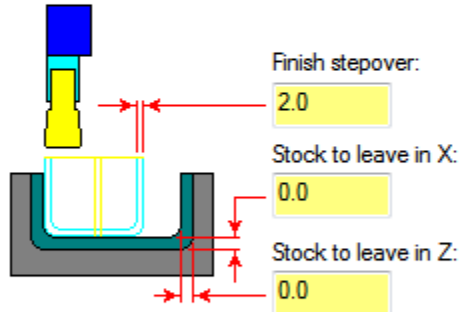 Finish stepover:
2.0
Stock to leave in X:
0.0
Stock to leave in Z:
0.0